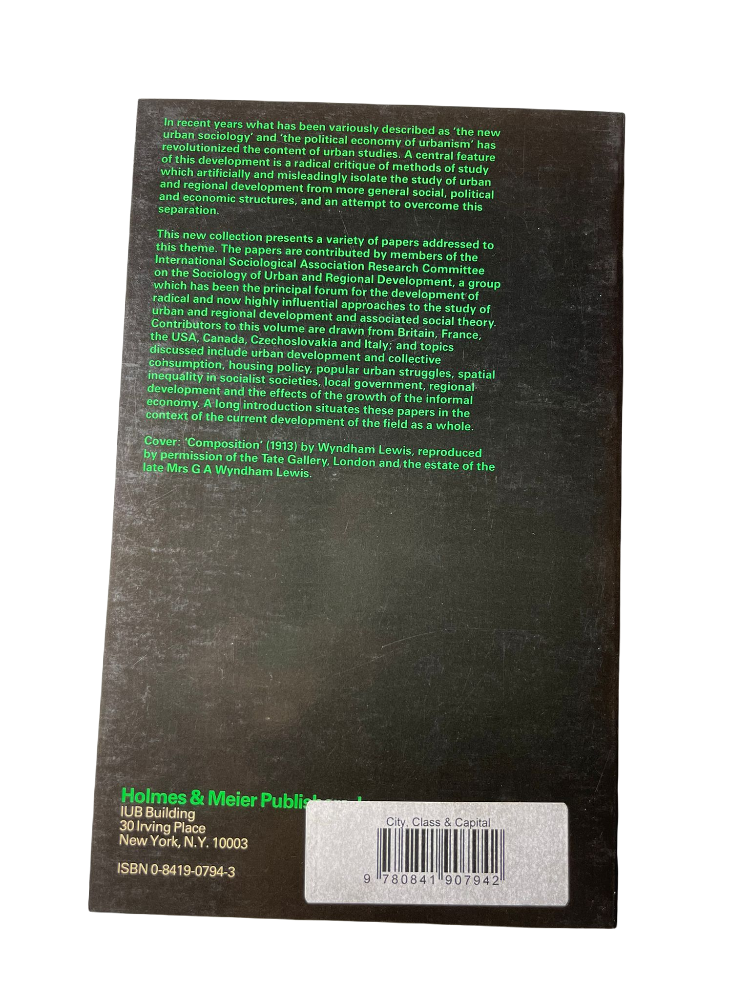 In recent years what has been variously described as ‘the new
urban sociology’ and ‘the political economy of urbanism’ has
revolutionized the content of urban studies. A central feature
of this development is a radical critique of methods of study
which artificially and misleadingly isolate the study of urban
and regional development from more general social, political
and economic structures, and an attempt to overcome this
separation.
This new collection presents a variety of papers addressed to
this theme. The papers are contributed by members of the
International Sociological Association Research Committee
on the Sociology of Urban and Regional Development, a group
which has been the principal forum for the development of
radical and now highly influential approaches to the study of
urban and regional development and associated social theory.
Contributors to this volume are drawn from Britain, France,
the USA, Canada, Czechoslovakia and Italy; and topics
discussed include urban development and collective
consumption, housing policy, popular urban struggles, spatial
inequality in socialist societies, local government, regional
development and the effects of the growth of the informal
economy. A long introduction situates these papers in the
context of the current development of the field as a whole.
Cover: ‘Composition’ (1913) by Wyndham Lewis, reproduced
by permission of the Tate Gallery, London and the estate of the
late Mrs G A Wyndham Lewis.
Holmes & Meier Publishers
IUB Building
30 Irving Place
New York, N.Y. 10003
ISBN 0-8419-0794-3
City, Class & Capital
9 780841 907942